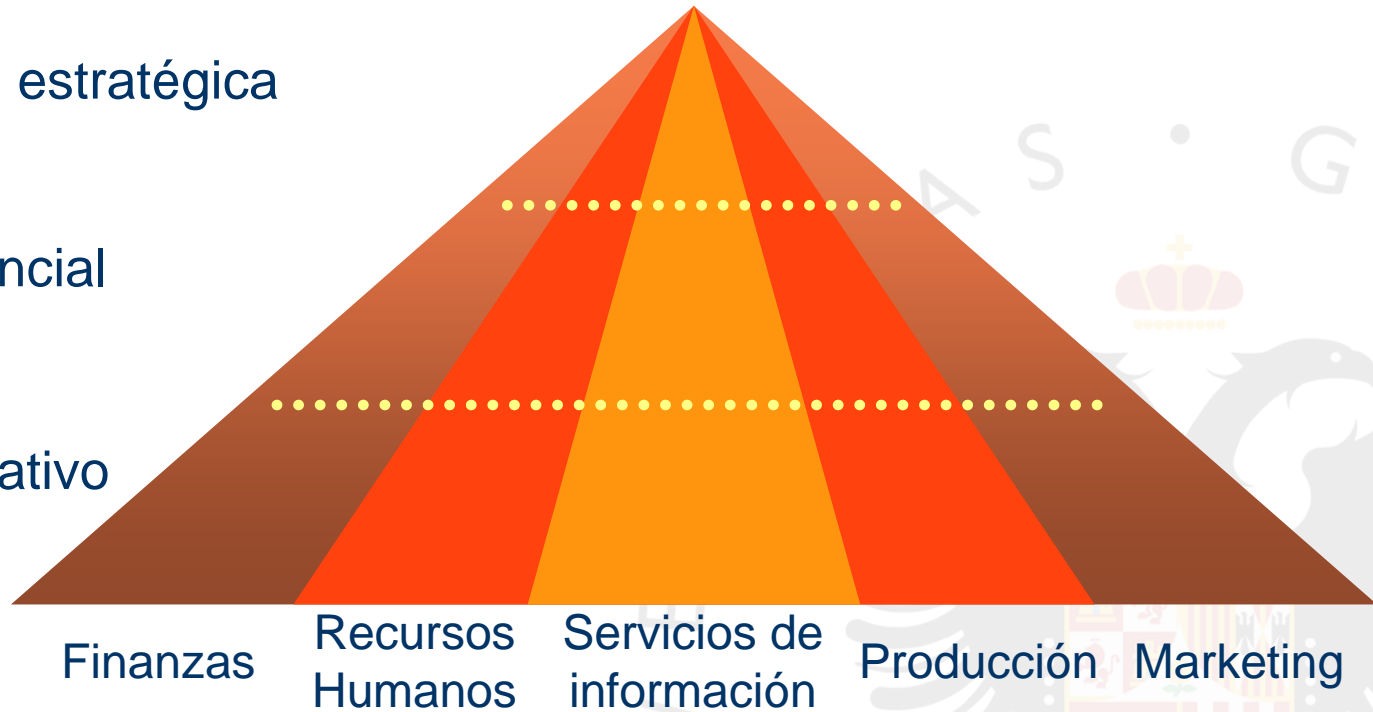 estratégica
ncial
ativo
Finanzas
Recursos
Humanos
Servicios de
información
Producción
Marketing
A S • G